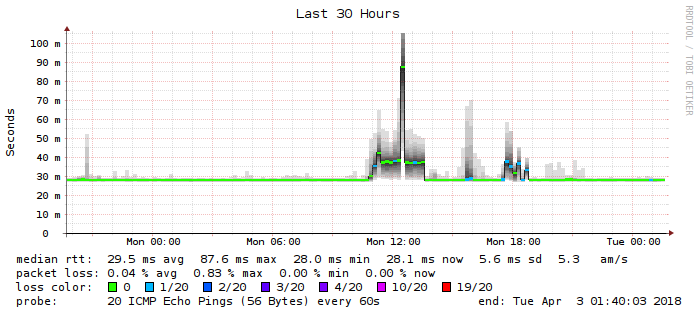 Last 30 Hours
RRDTOOL / TOBI OETIKER
Seconds
100 m
90 m
80 m
70 m
60 m
50 m
40 m
30 m
20 m
10 m
0
Mon 00:00 Mon 06:00 Mon 12:00 Mon 18:00 Tue 00:00
median rtt: 29.5 ms avg 87.6 ms max 28.0 ms min 28.1 ms now 5.6 ms sd 5.3 am/s
packet loss: 0.04 % avg 0.83 % max 0.00 % min 0.00 % now
loss color: 0 1/20 2/20 3/20 4/20 10/20 19/20
probe: 20 ICMP Echo Pings (56 Bytes) every 60s end: Tue Apr 3 01:40:03 2018